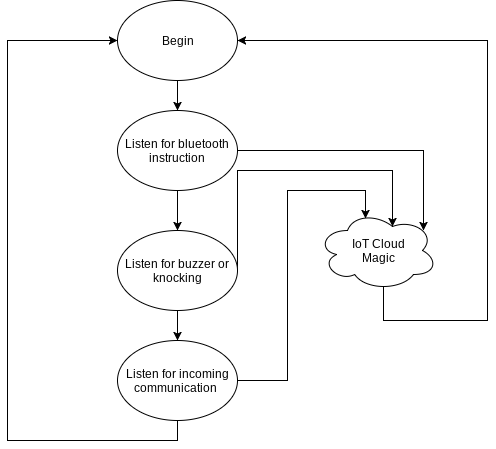 Begin
Listen for bluetooth
instruction
Listen for buzzer or
knocking
IoT Cloud
Magic
Listen for incoming
communication